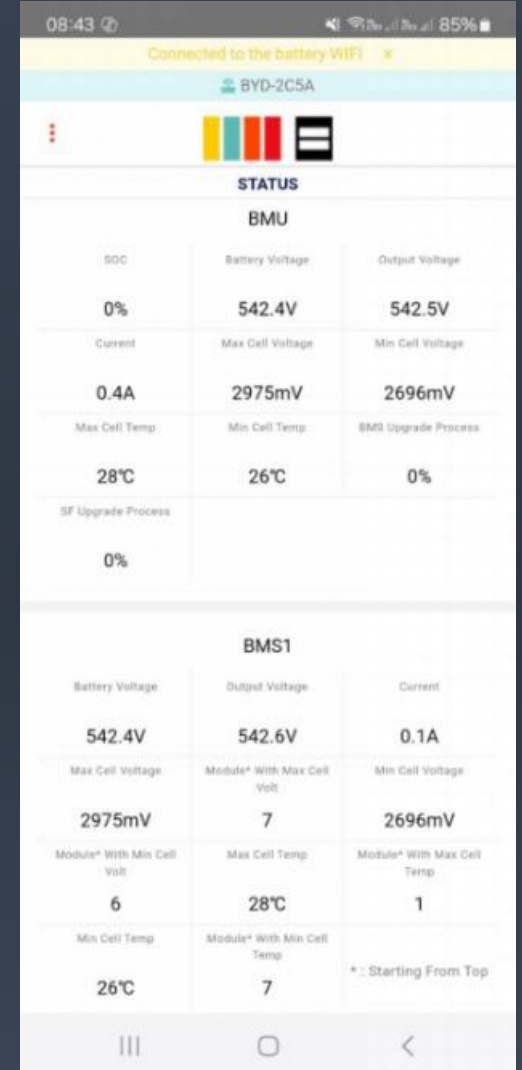 08:43
85%
Connected to the battery WIFI ×
BYD-2C5A
STATUS
BMU
SOC Battery Voltage Output Voltage
0% 542.4V 542.5V
Current Max Cell Voltage Min Cell Voltage
0.4A 2975mV 2696mV
Max Cell Temp Min Cell Temp BMS Upgrade Process
28℃ 26℃ 0%
SF Upgrade Process
0%
BMS1
Battery Voltage Output Voltage Current
542.4V 542.6V 0.1A
Max Cell Voltage Module* With Max Cell Volt Min Cell Voltage
2975mV 7 2696mV
Module* With Min Cell Volt Max Cell Temp Module* With Max Cell Temp
6 28℃ 1
Min Cell Temp Module* With Min Cell Temp
* : Starting From Top
26℃ 7